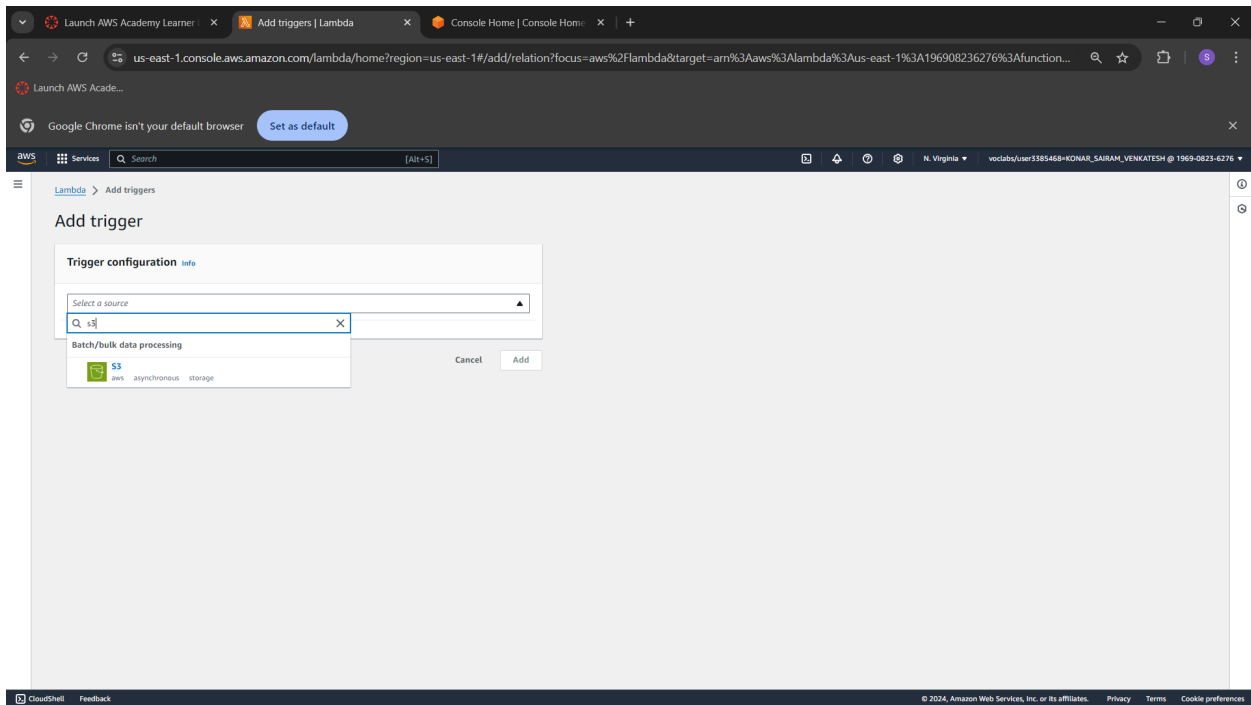 Launch AWS Academy Learner
Add triggers | Lambda
Console Home | Console Home
us-east-1.console.aws.amazon.com/lambda/home?region=us-east-1#/add/relation?focus=aws%2Flambda&target=arn%3Aaws%3Alambda%3Aus-east-1%3A196908236276%3Afunction...
S
Launch AWS Acade...
Google Chrome isn't your default browser
Set as default
aws
Services
Search
[Alt+S]
N. Virginia
voclabs/user3385468=KONAR_SAIRAM_VENKATESH @ 1969-0823-6276
Lambda
Add triggers
Add trigger
Trigger configuration Info
Select a source
s3
Batch/bulk data processing
S3
aws asynchronous storage
Cancel
Add
CloudShell
Feedback
© 2024, Amazon Web Services, Inc. or its affiliates.
Privacy
Terms
Cookie preferences